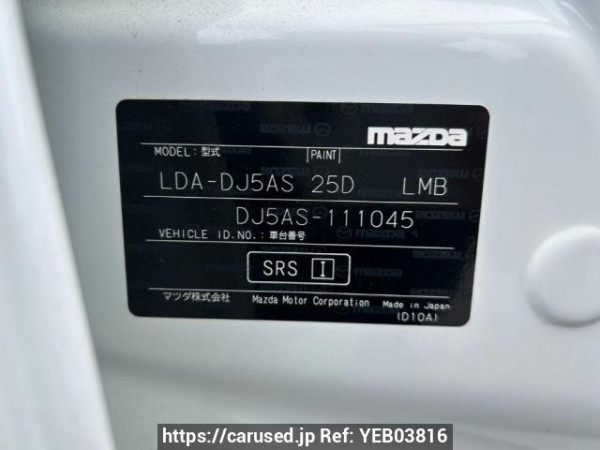 mazda
MODEL:型式 PAINT
LDA-DJ5AS 25D LMB
DJ5AS-111045
VEHICLE ID.NO.:車台番号
SRS I
マツダ株式会社 Mazda Motor Corporation Made in Japan
(D10A)
https://carused.jp Ref: YEB03816